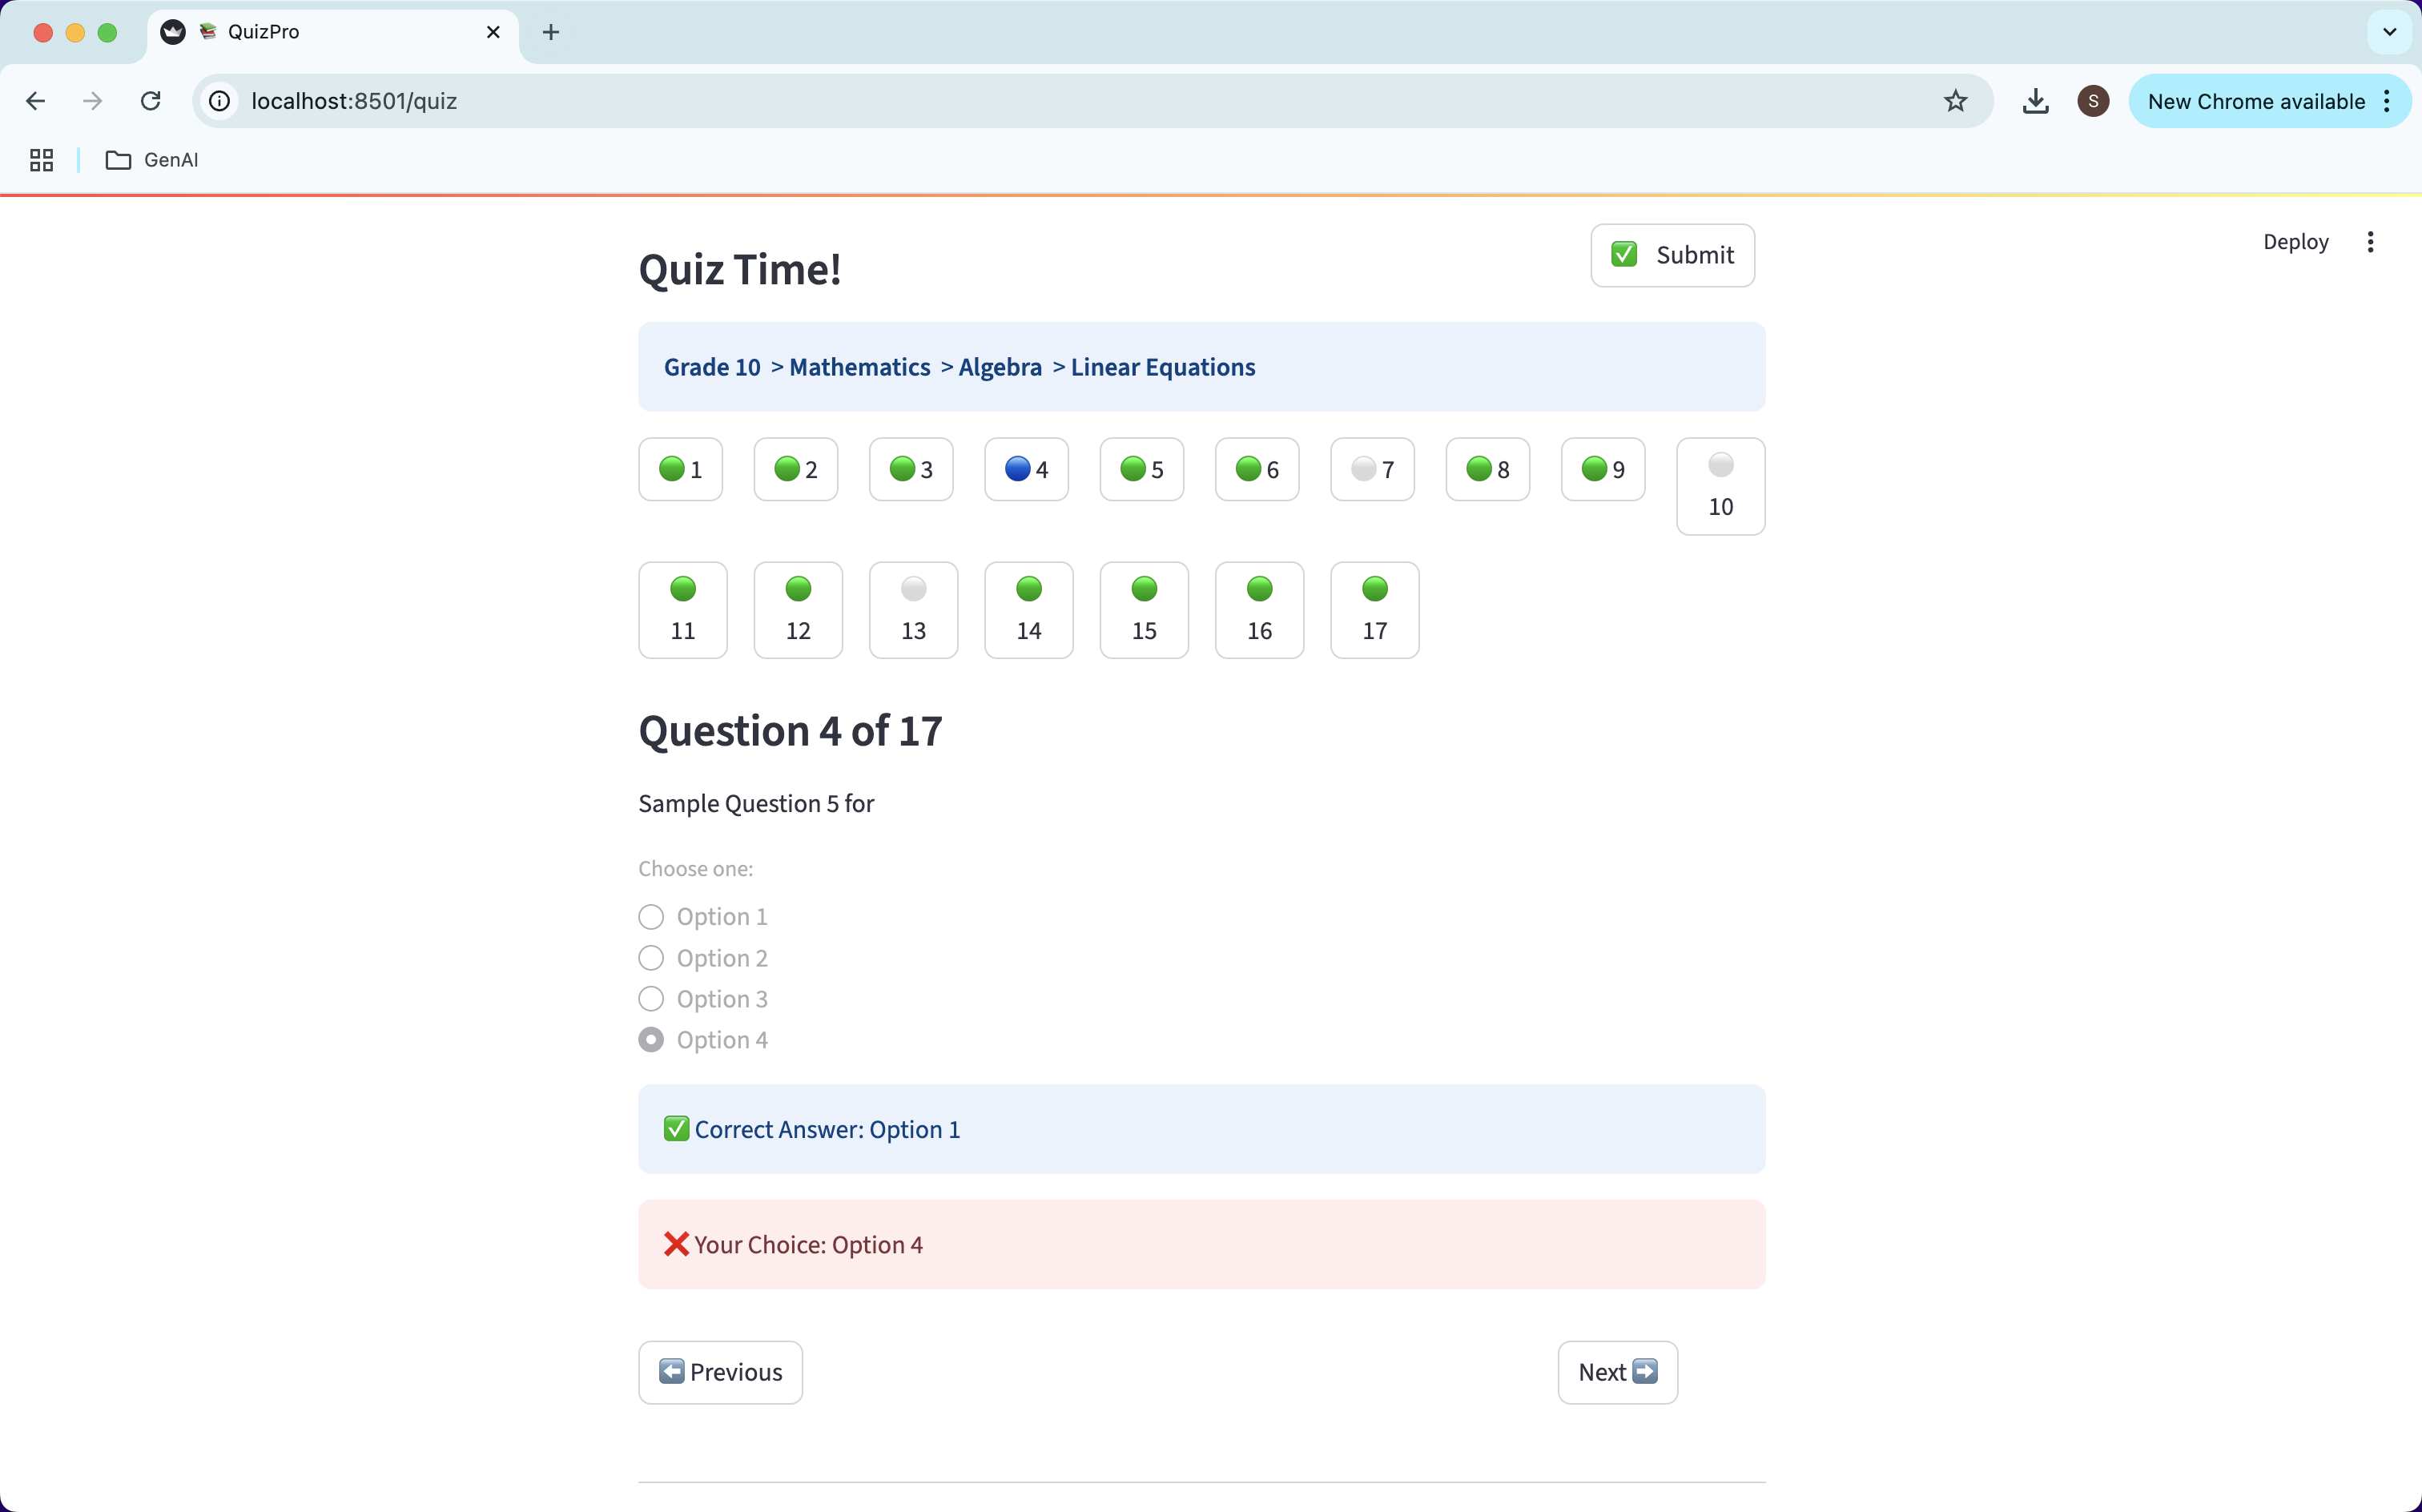 QuizPro
localhost:8501/quiz
S
New Chrome available
GenAI
Deploy
Quiz Time!
Submit
Grade 10 > Mathematics > Algebra > Linear Equations
1 2 3 4 5 6 7 8 9 10
11 12 13 14 15 16 17
Question 4 of 17
Sample Question 5 for
Choose one:
Option 1
Option 2
Option 3
Option 4
Correct Answer: Option 1
Your Choice: Option 4
Previous
Next